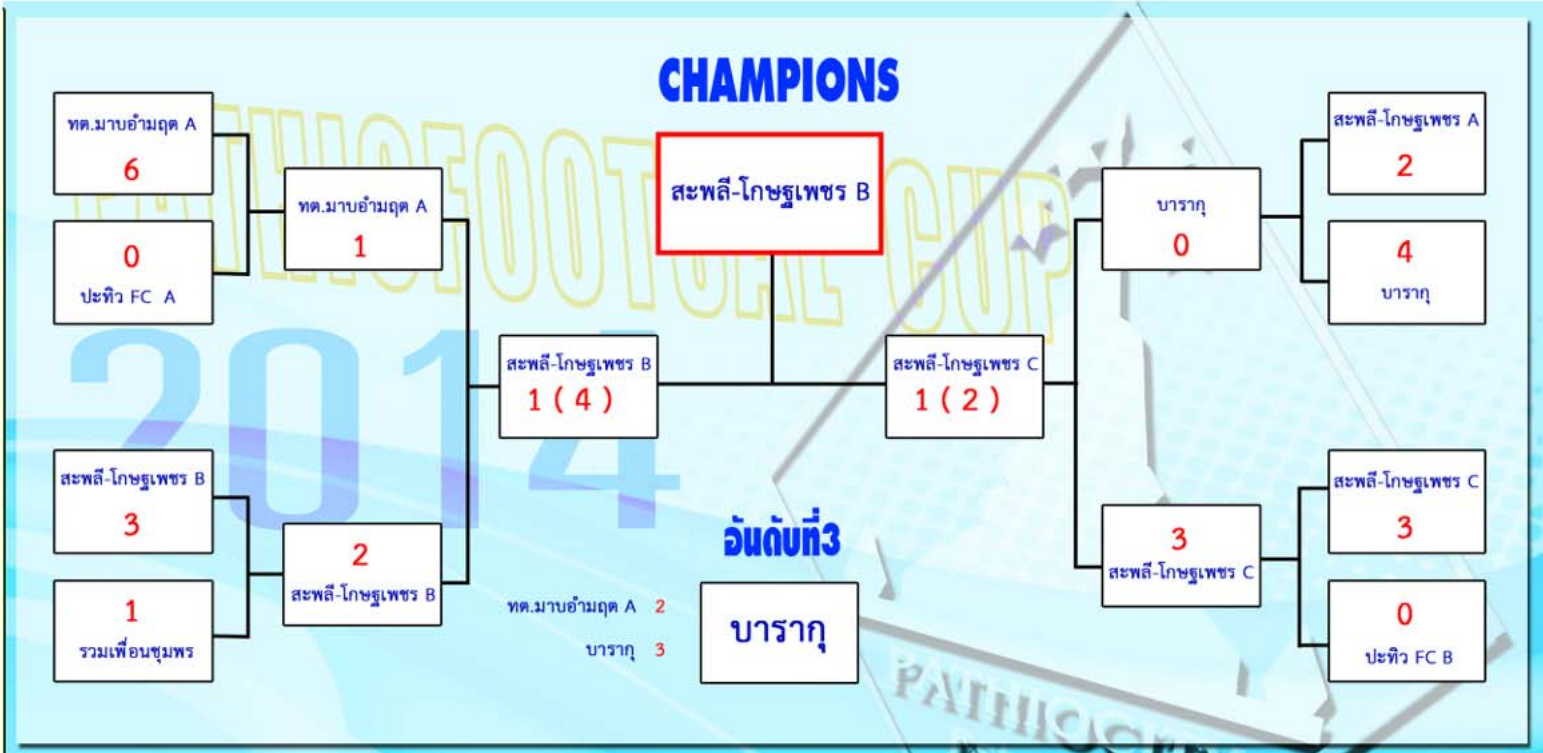 CHAMPIONS
สะพลี-โกษฐเพชร B
PATHIOFOOTSAL CUP
2014
ทต.มาบอำมฤต A
6
0
ปะทิว FC A
ทต.มาบอำมฤต A
1
สะพลี-โกษฐเพชร B
3
1
รวมเพื่อนชุมพร
2
สะพลี-โกษฐเพชร B
สะพลี-โกษฐเพชร B
1 ( 4 )
สะพลี-โกษฐเพชร C
1 ( 2 )
บารากุ
0
สะพลี-โกษฐเพชร A
2
4
บารากุ
3
สะพลี-โกษฐเพชร C
สะพลี-โกษฐเพชร C
3
0
ปะทิว FC B
อันดับที่3
ทต.มาบอำมฤต A 2
บารากุ 3
บารากุ